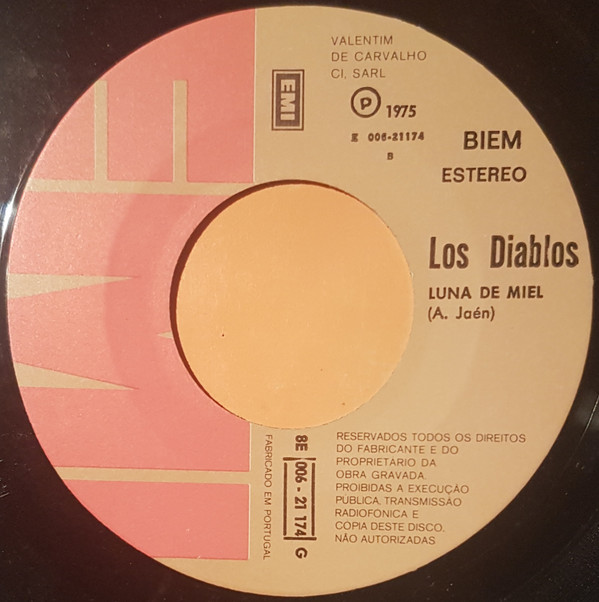 VALENTIM
DE CARVALHO
CI, SARL
EMI
Ⓟ 1975
E 006-21174
B
BIEM
ESTEREO
Los Diablos
LUNA DE MIEL
(A. Jaén)
RESERVADOS TODOS OS DIREITOS
DO FABRICANTE E DO
PROPRIETARIO DA
OBRA GRAVADA.
PROIBIDAS A EXECUÇÃO
PÚBLICA, TRANSMISSÃO
RADIOFONICA E
COPIA DESTE DISCO.
NÃO AUTORIZADAS
8E 006 - 21 174 G
FABRICADO EM PORTUGAL
EMI